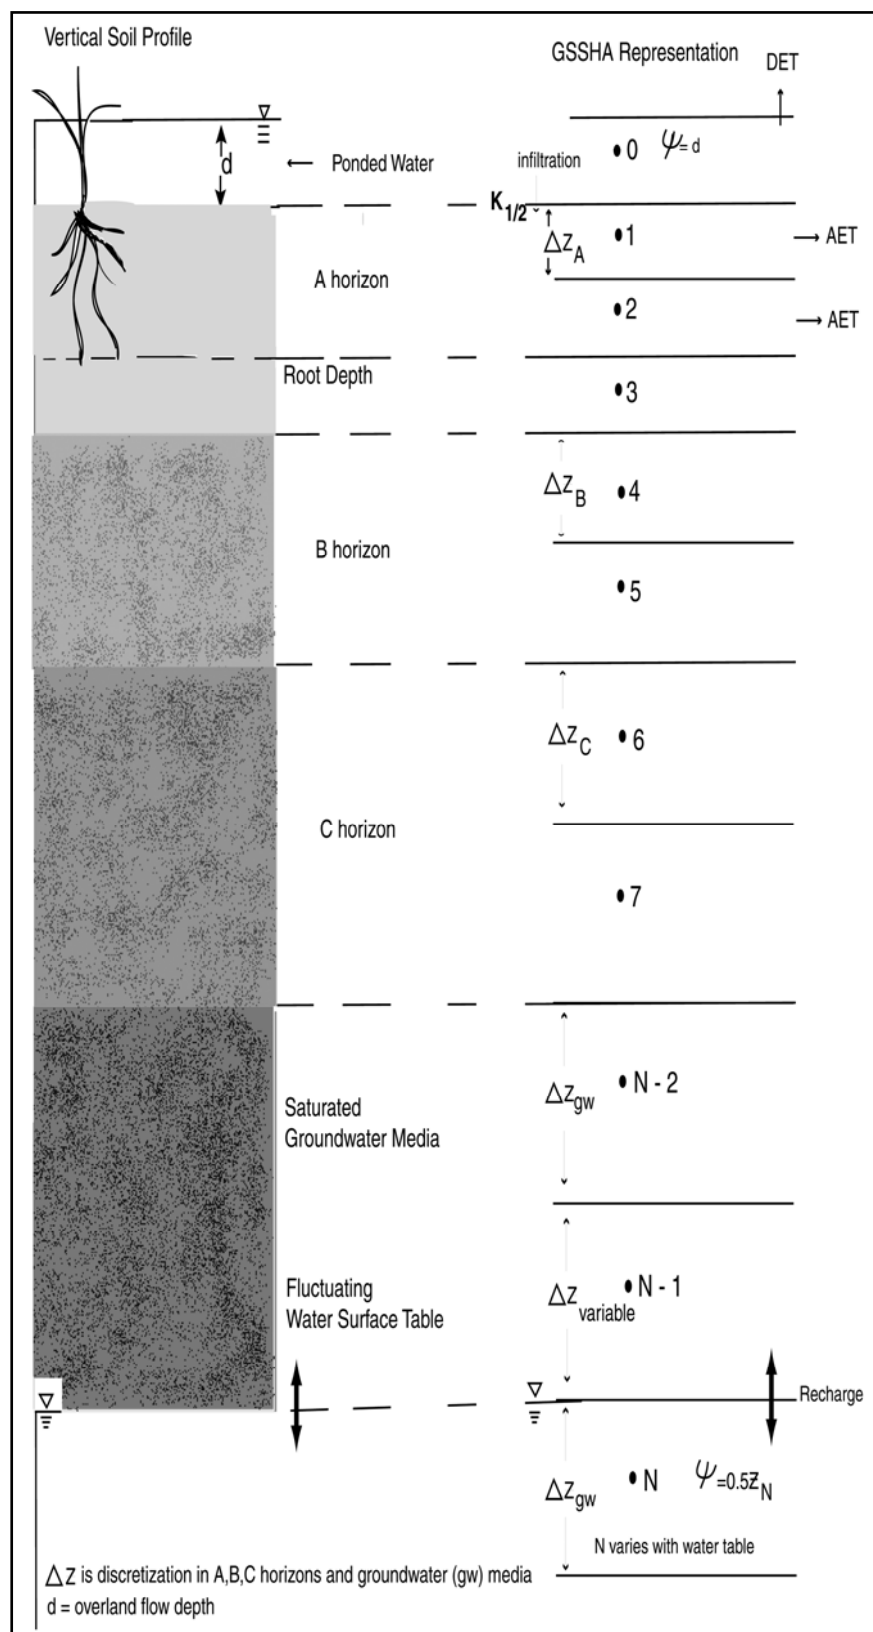 Vertical Soil Profile
GSSHA Representation
DET
d
← Ponded Water
infiltration
•0 ψ= d
K1/2
ΔzA
•1
→ AET
A horizon
•2
→ AET
Root Depth
•3
ΔzB
•4
B horizon
•5
ΔzC
•6
C horizon
•7
Δzgw
•N - 2
Saturated
Groundwater Media
Δzvariable
•N - 1
Fluctuating
Water Surface Table
Recharge
Δzgw
•N ψ=0.5zN
N varies with water table
Δz is discretization in A,B,C horizons and groundwater (gw) media
d = overland flow depth